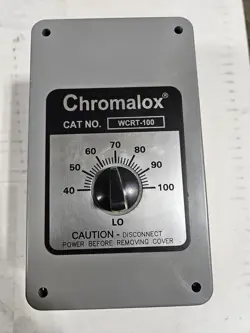 Chromalox®
CAT NO. WCRT-100
70
60 80
50 90
40 100
LO
CAUTION - DISCONNECT
POWER BEFORE REMOVING COVER